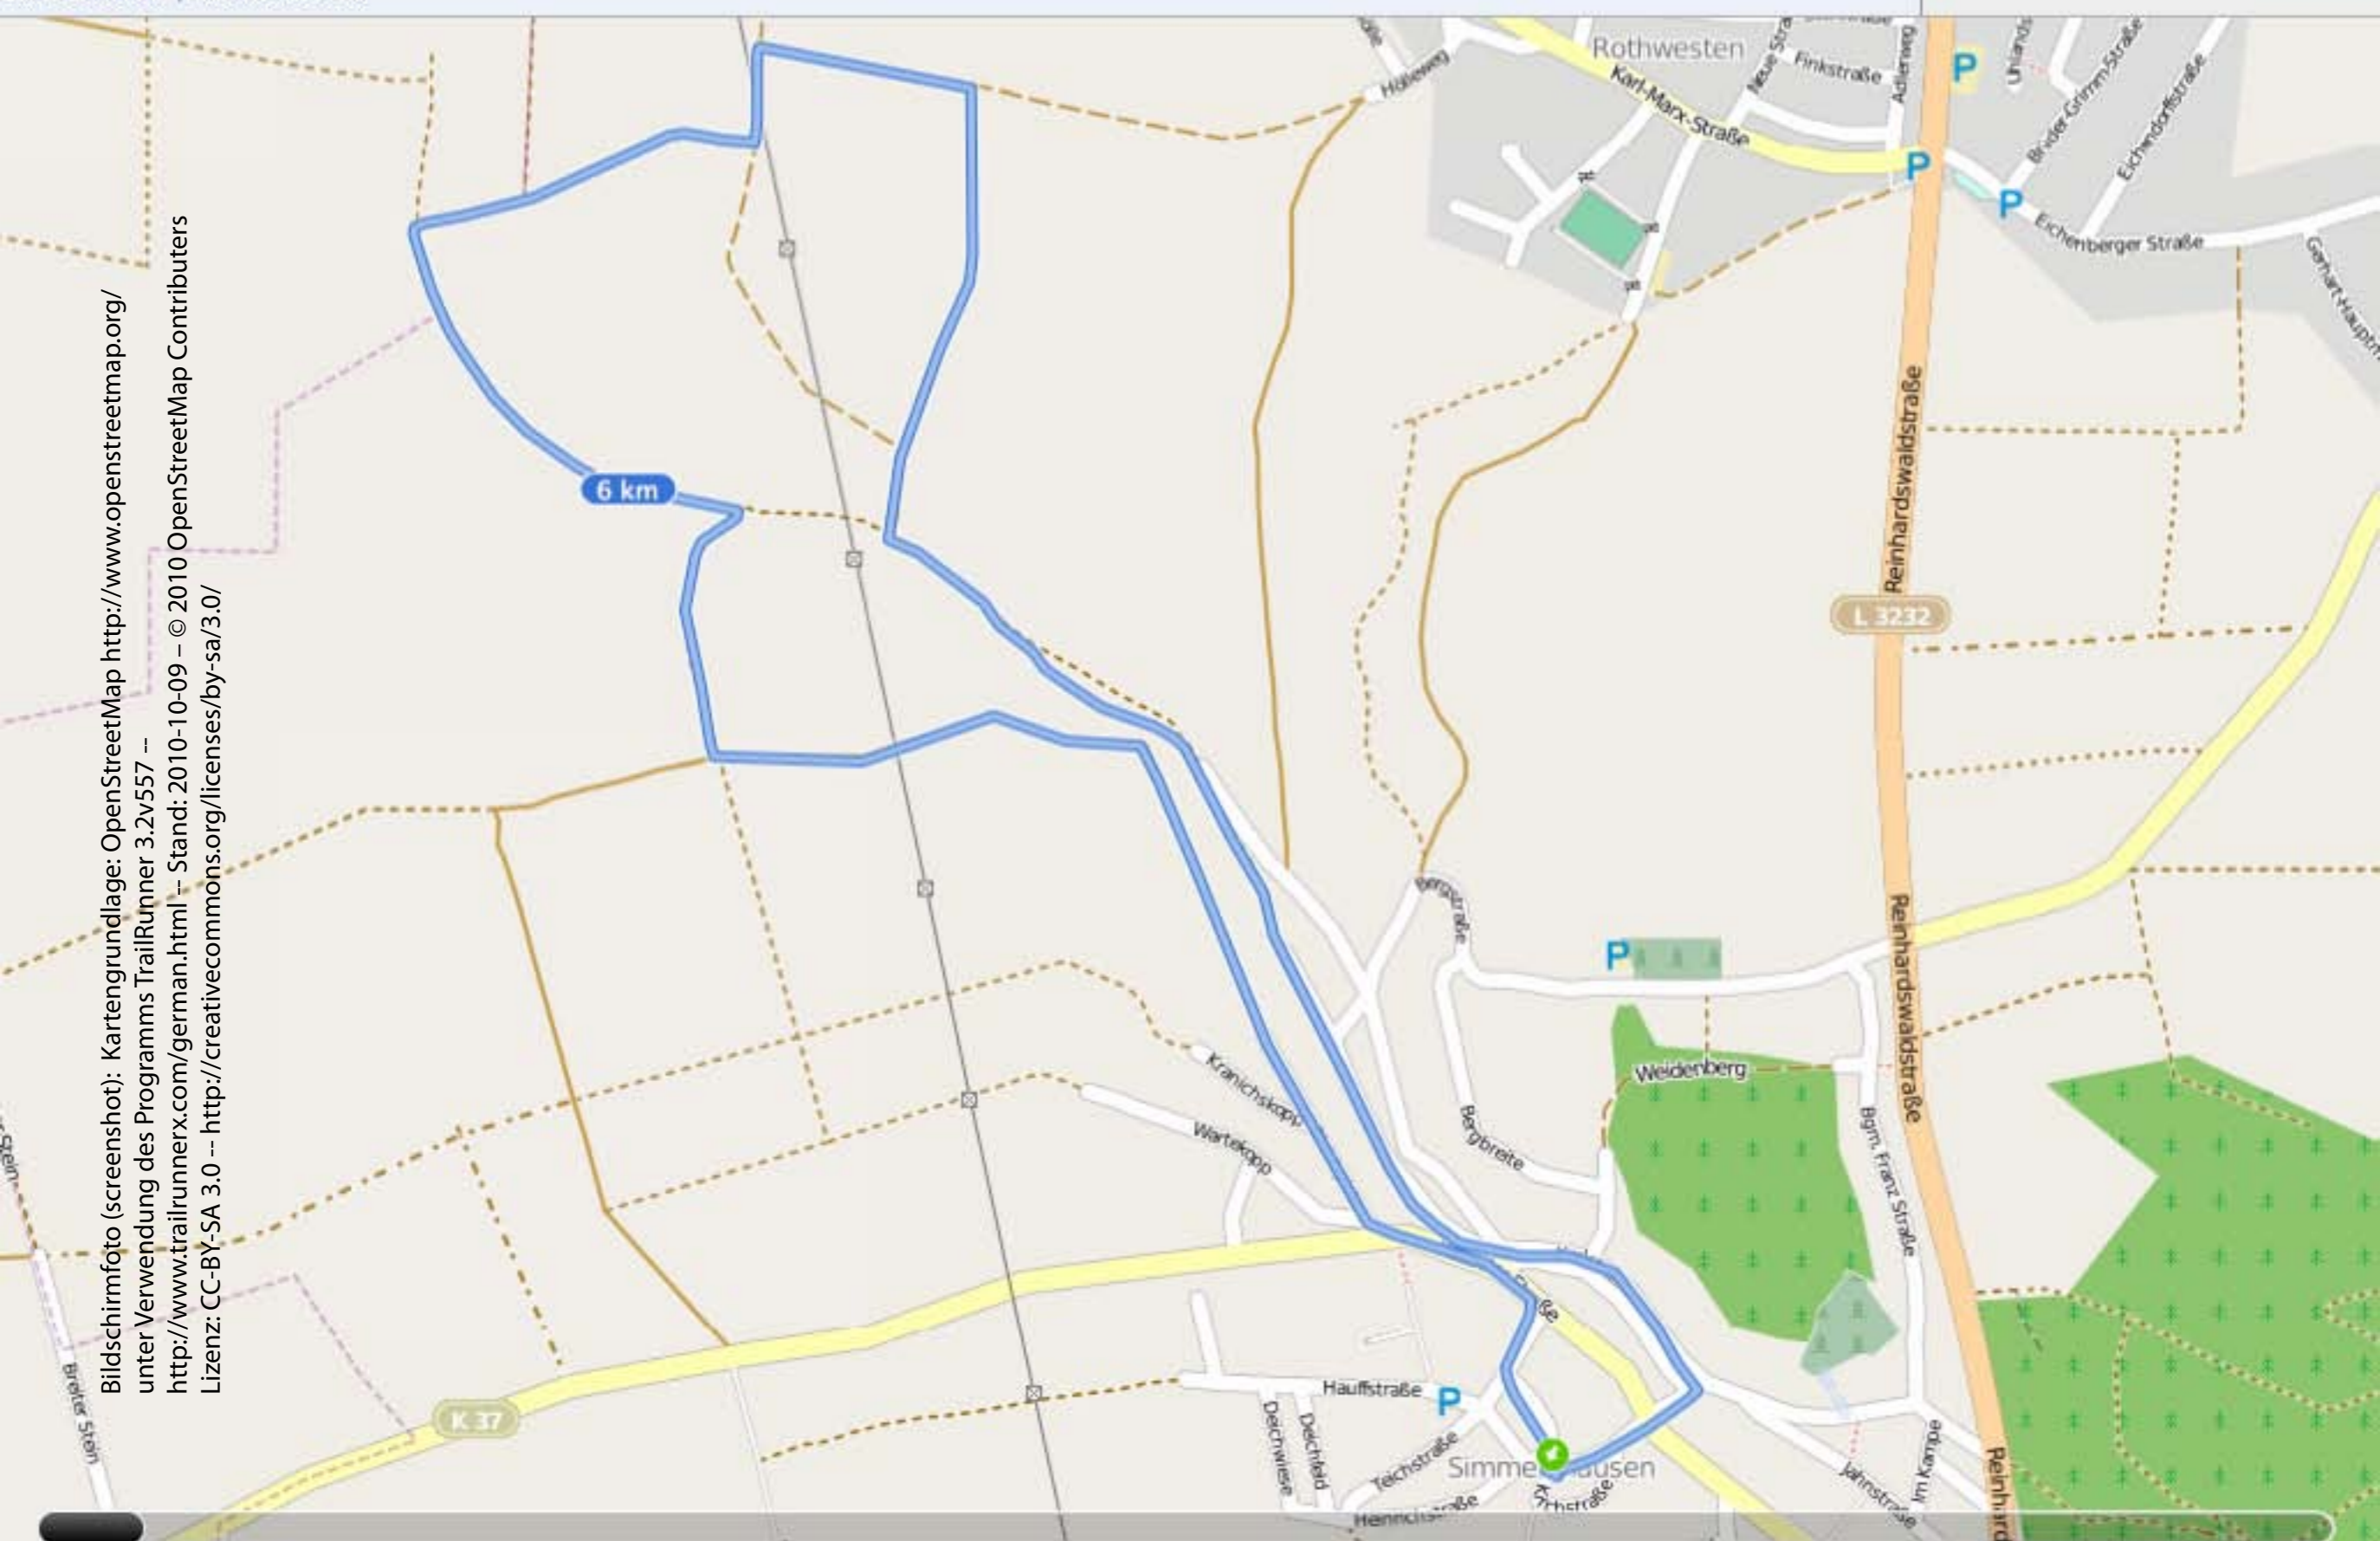 Rothwesten
Hölleweg
Karl-Marx-Straße
Finkstraße
Adlerweg
P
P
P
Brüder-Grimm-Straße
Eichendorffstraße
Eichenberger Straße
Bildschirmfoto (screenshot): Kartengrundlage: OpenStreetMap http://www.openstreetmap.org/
unter Verwendung des Programms TrailRunner 3.2v557 --
http://www.trailrunnerx.com/german.html -- Stand: 2010-10-09 – © 2010 OpenStreetMap Contributers
Lizenz: CC-BY-SA 3.0 -- http://creativecommons.org/licenses/by-sa/3.0/
6 km
Reinhardswaldstraße
L 3232
Bergstraße
P
Reinhardswaldstraße
Weidenberg
Kranichskopp
Wartekopp
Bergbreite
Bgm. Franz Straße
Breiter Stein
K 37
Hauffstraße
P
Deichwiese
Deichfeld
Teichstraße
Kirchstraße
Jahnstraße
Im Kampe